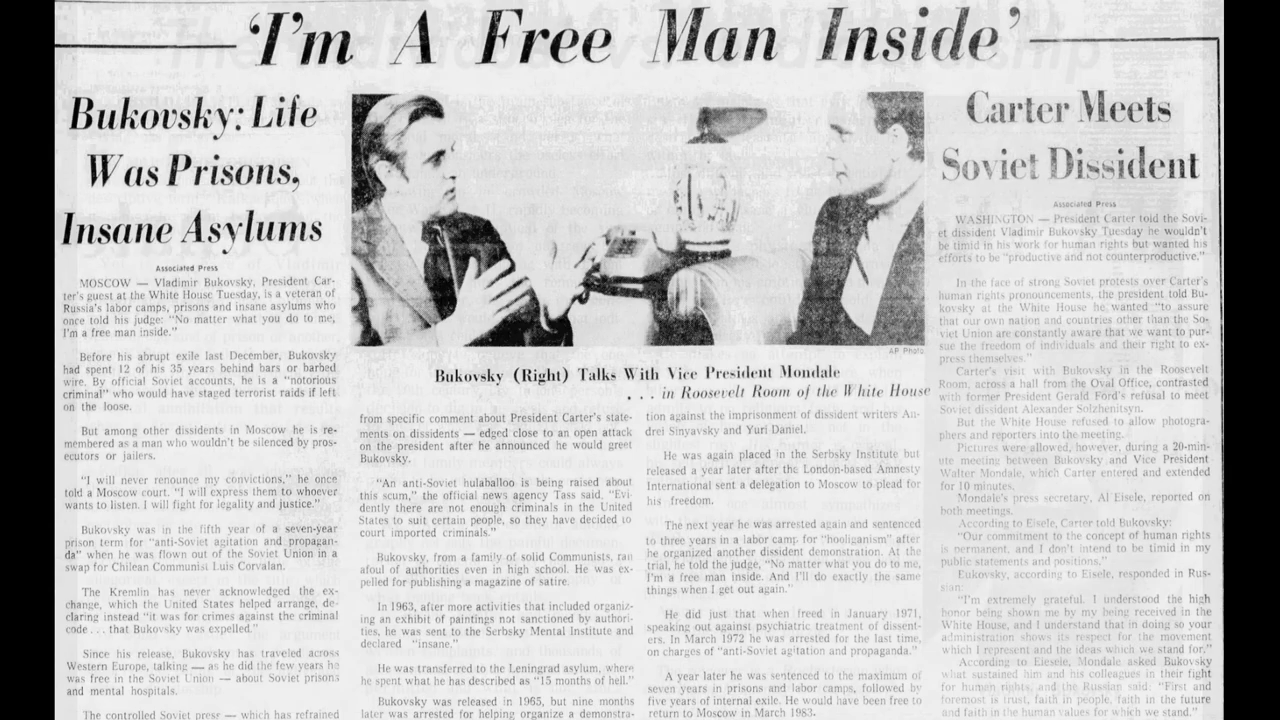 'I'm A Free Man Inside'
Bukovsky: Life
Was Prisons,
Insane Asylums
Associated Press
MOSCOW — Vladimir Bukovsky, President Car-
ter's guest at the White House Tuesday, is a veteran of
Russia's labor camps, prisons and insane asylums who
once told his judge: "No matter what you do to me,
I'm a free man inside."
Before his abrupt exile last December, Bukovsky
had spent 12 of his 35 years behind bars or barbed
wire. By official Soviet accounts, he is a "notorious
criminal" who would have staged terrorist raids if left
on the loose.
But among other dissidents in Moscow he is re-
membered as a man who wouldn't be silenced by pros-
ecutors or jailers.
"I will never renounce my convictions," he once
told a Moscow court. "I will express them to whoever
wants to listen. I will fight for legality and justice."
Bukovsky was in the fifth year of a seven-year
prison term for "anti-Soviet agitation and propagan-
da" when he was flown out of the Soviet Union in a
swap for Chilean Communist Luis Corvalan.
The Kremlin has never acknowledged the ex-
change, which the United States helped arrange, de-
claring instead "it was for crimes against the criminal
code . . . that Bukovsky was expelled."
Since his release, Bukovsky has traveled across
Western Europe, talking — as he did the few years he
was free in the Soviet Union — about Soviet prisons
and mental hospitals.
The controlled Soviet press — which has refrained
AP Photo
Bukovsky (Right) Talks With Vice President Mondale
. . . in Roosevelt Room of the White House
from specific comment about President Carter's state-
ments on dissidents — edged close to an open attack
on the president after he announced he would greet
Bukovsky.
"An anti-Soviet hulaballoo is being raised about
this scum," the official news agency Tass said. "Evi-
dently there are not enough criminals in the United
States to suit certain people, so they have decided to
court imported criminals."
Bukovsky, from a family of solid Communists, ran
afoul of authorities even in high school. He was ex-
pelled for publishing a magazine of satire.
In 1963, after more activities that included organiz-
ing an exhibit of paintings not sanctioned by authori-
ties, he was sent to the Serbsky Mental Institute and
declared "insane."
He was transferred to the Leningrad asylum, where
he spent what he has described as "15 months of hell."
Bukovsky was released in 1965, but nine months
later was arrested for helping organize a demonstra-
tion against the imprisonment of dissident writers An-
drei Sinyavsky and Yuri Daniel.
He was again placed in the Serbsky Institute but
released a year later after the London-based Amnesty
International sent a delegation to Moscow to plead for
his freedom.
The next year he was arrested again and sentenced
to three years in a labor camp for "hooliganism" after
he organized another dissident demonstration. At the
trial, he told the judge, "No matter what you do to me,
I'm a free man inside. And I'll do exactly the same
things when I get out again."
He did just that when freed in January 1971,
speaking out against psychiatric treatment of dissent-
ers. In March 1972 he was arrested for the last time,
on charges of "anti-Soviet agitation and propaganda."
A year later he was sentenced to the maximum of
seven years in prisons and labor camps, followed by
five years of internal exile. He would have been free to
return to Moscow in March 1983.
Carter Meets
Soviet Dissident
Associated Press
WASHINGTON — President Carter told the Sovi-
et dissident Vladimir Bukovsky Tuesday he wouldn't
be timid in his work for human rights but wanted his
efforts to be "productive and not counterproductive."
In the face of strong Soviet protests over Carter's
human rights pronouncements, the president told Bu-
kovsky at the White House he wanted "to assure
that our own nation and countries other than the So-
viet Union are constantly aware that we want to pur-
sue the freedom of individuals and their right to ex-
press themselves."
Carter's visit with Bukovsky in the Roosevelt
Room, across a hall from the Oval Office, contrasted
with former President Gerald Ford's refusal to meet
Soviet dissident Alexander Solzhenitsyn.
But the White House refused to allow photogra-
phers and reporters into the meeting.
Pictures were allowed, however, during a 20-min-
ute meeting between Bukovsky and Vice President
Walter Mondale, which Carter entered and extended
for 10 minutes.
Mondale's press secretary, Al Eisele, reported on
both meetings.
According to Eisele, Carter told Bukovsky:
"Our commitment to the concept of human rights
is permanent, and I don't intend to be timid in my
public statements and positions."
Bukovsky, according to Eisele, responded in Rus-
sian:
"I'm extremely grateful. I understood the high
honor being shown me by my being received in the
White House, and I understand that in doing so your
administration shows its respect for the movement
which I represent and the ideas which we stand for."
According to Eiesele, Mondale asked Bukovsky
what sustained him and his colleagues in their fight
for human rights, and the Russian said: "First and
foremost is trust, faith in people, faith in the future
and faith in the human values for which we stand."